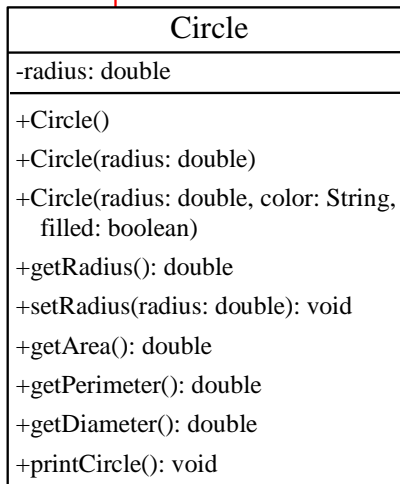 Circle
-radius: double
+Circle()
+Circle(radius: double)
+Circle(radius: double, color: String,
filled: boolean)
+getRadius(): double
+setRadius(radius: double): void
+getArea(): double
+getPerimeter(): double
+getDiameter(): double
+printCircle(): void